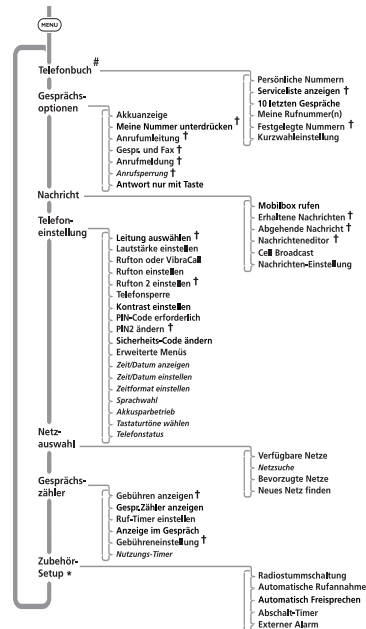 MENU
Telefonbuch #
Persönliche Nummern
Serviceliste anzeigen †
10 letzten Gespräche
Meine Rufnummer(n)
Festgelegte Nummern †
Kurzwahleinstellung
Gesprächs-
optionen
Akkuanzeige
Meine Nummer unterdrücken †
Anrufumleitung †
Gespr. und Fax †
Anrufmeldung †
Anrufsperrung †
Antwort nur mit Taste
Nachricht
Mobilbox rufen
Erhaltene Nachrichten †
Abgehende Nachricht †
Nachrichteneditor †
Cell Broadcast
Nachrichten-Einstellung
Telefon-
einstellung
Leitung auswählen †
Lautstärke einstellen
Rufton oder VibraCall
Rufton einstellen
Rufton 2 einstellen †
Telefonsperre
Kontrast einstellen
PIN-Code erforderlich
PIN2 ändern †
Sicherheits-Code ändern
Erweiterte Menüs
Zeit/Datum anzeigen
Zeit/Datum einstellen
Zeitformat einstellen
Sprachwahl
Akkusparbetrieb
Tastaturtöne wählen
Telefonstatus
Netz-
auswahl
Verfügbare Netze
Netzsuche
Bevorzugte Netze
Neues Netz finden
Gesprächs-
zähler
Gebühren anzeigen †
Gespr.Zähler anzeigen
Ruf-Timer einstellen
Anzeige im Gespräch
Gebühreneinstellung †
Nutzungs-Timer
Zubehör-
Setup *
Radiostummschaltung
Automatische Rufannahme
Automatisch Freisprechen
Abschalt-Timer
Externer Alarm